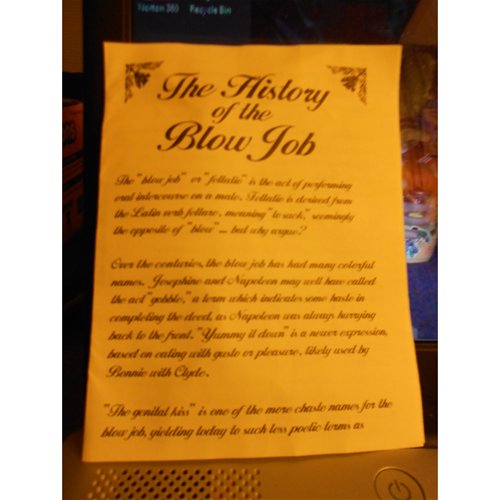 Norton 360 Recycle Bin
The History
of the
Blow Job
The "blow job" or "fellatio" is the act of performing
oral intercourse on a male. Fellatio is derived from
the Latin verb fellare, meaning "to suck," seemingly
the opposite of "blow"... but why argue?
Over the centuries, the blow job has had many colorful
names. Josephine and Napoleon may well have called
the act "gobble," a term which indicates some haste in
completing the deed, as Napoleon was always hurrying
back to the front. "Yummy it down" is a newer expression,
based on eating with gusto or pleasure, likely used by
Bonnie with Clyde.
"The genital kiss" is one of the more chaste names for the
blow job, yielding today to such less poetic terms as